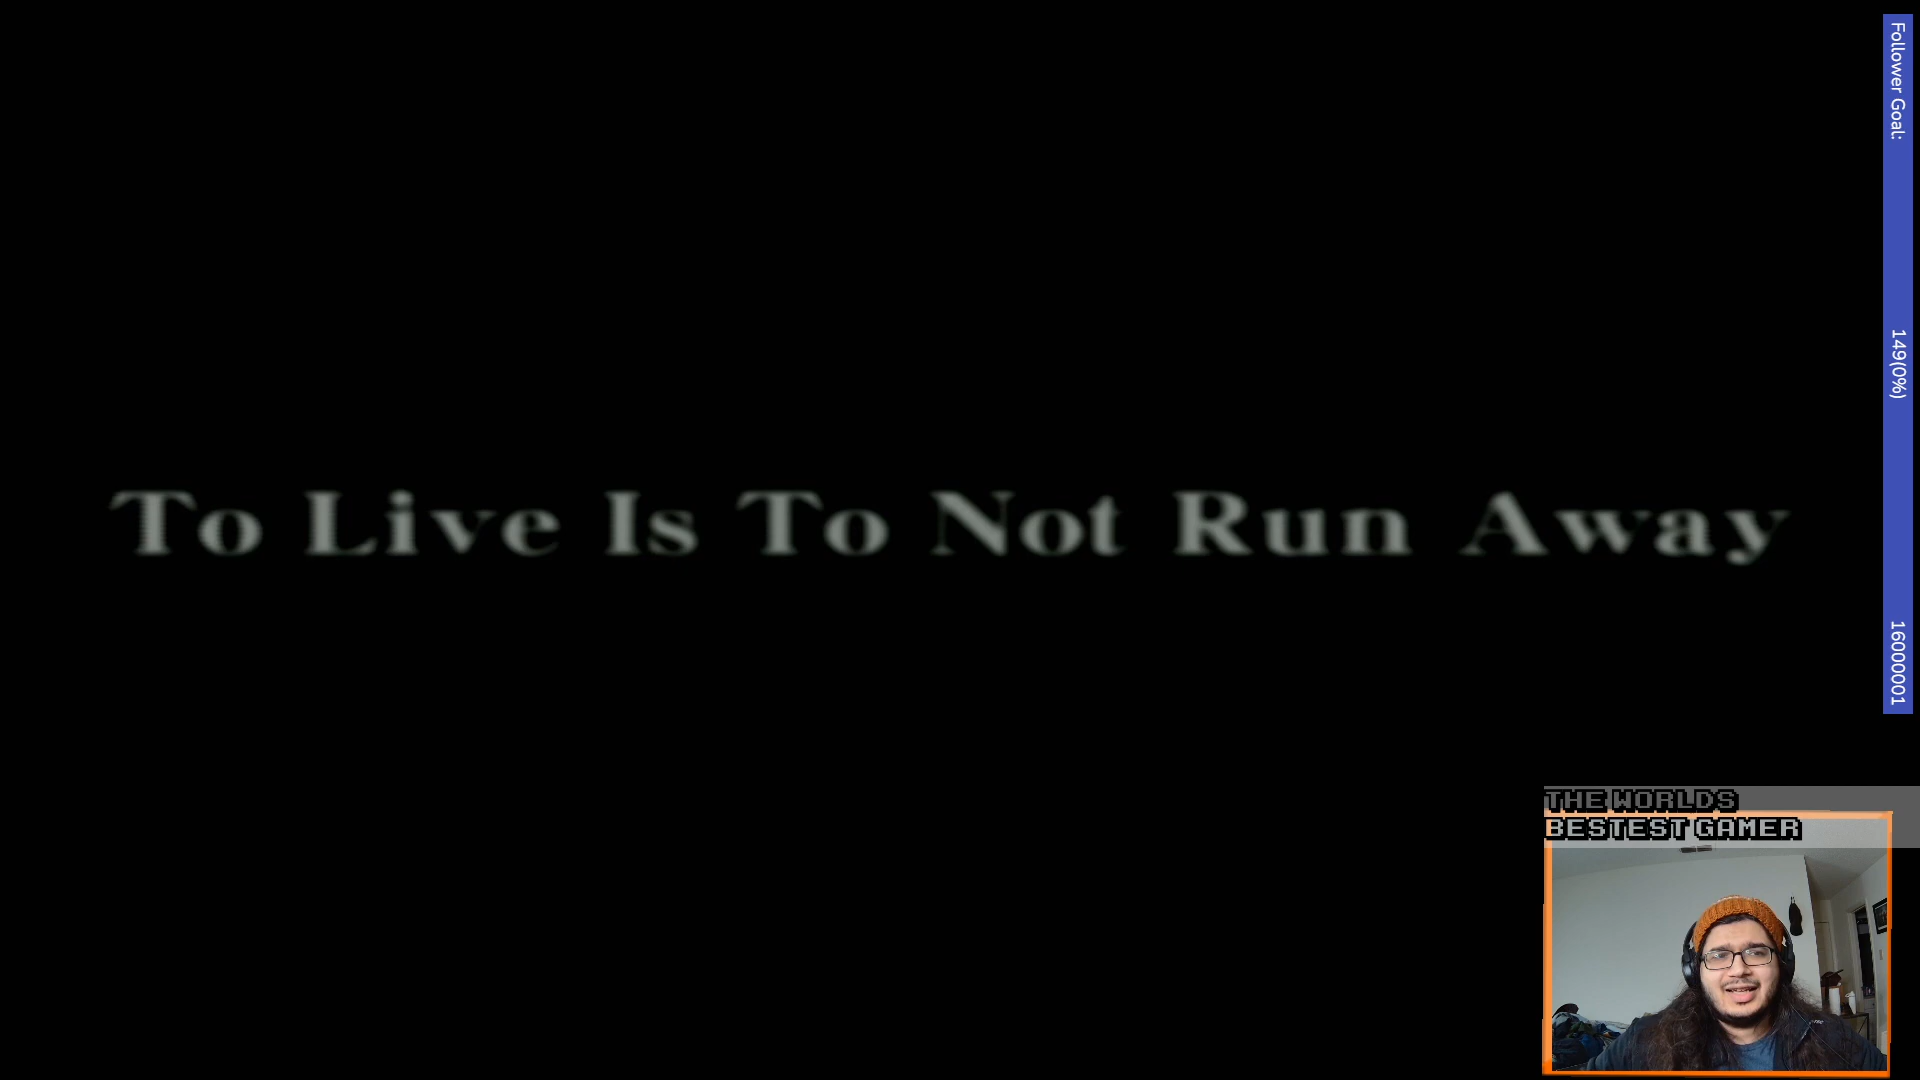 To Live Is To Not Run Away
Follower Goal:
149(0%)
16000001
THE WORLDS
BESTEST GAMER